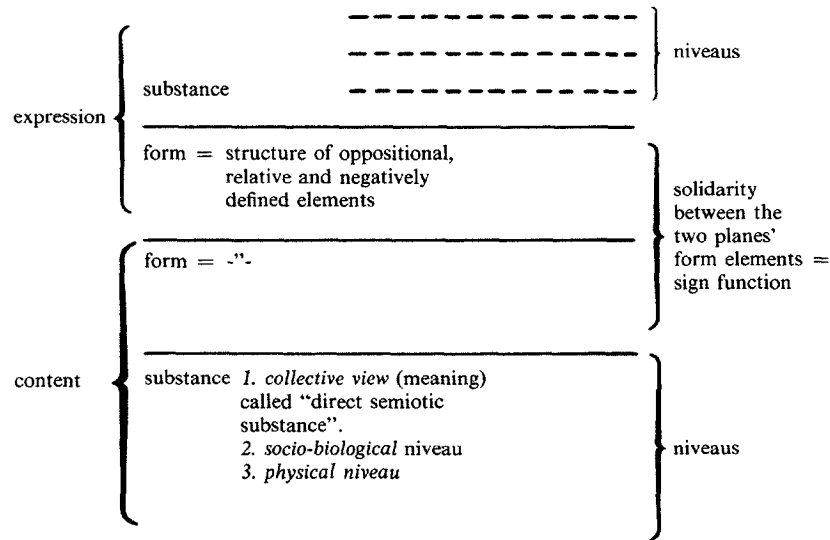 niveaus
substance
expression
form = structure of oppositional,
relative and negatively
defined elements
solidarity
between the
two planes'
form elements =
sign function
form = -"-
content
substance 1. collective view (meaning)
called “direct semiotic
substance”.
2. socio-biological niveau
3. physical niveau
niveaus